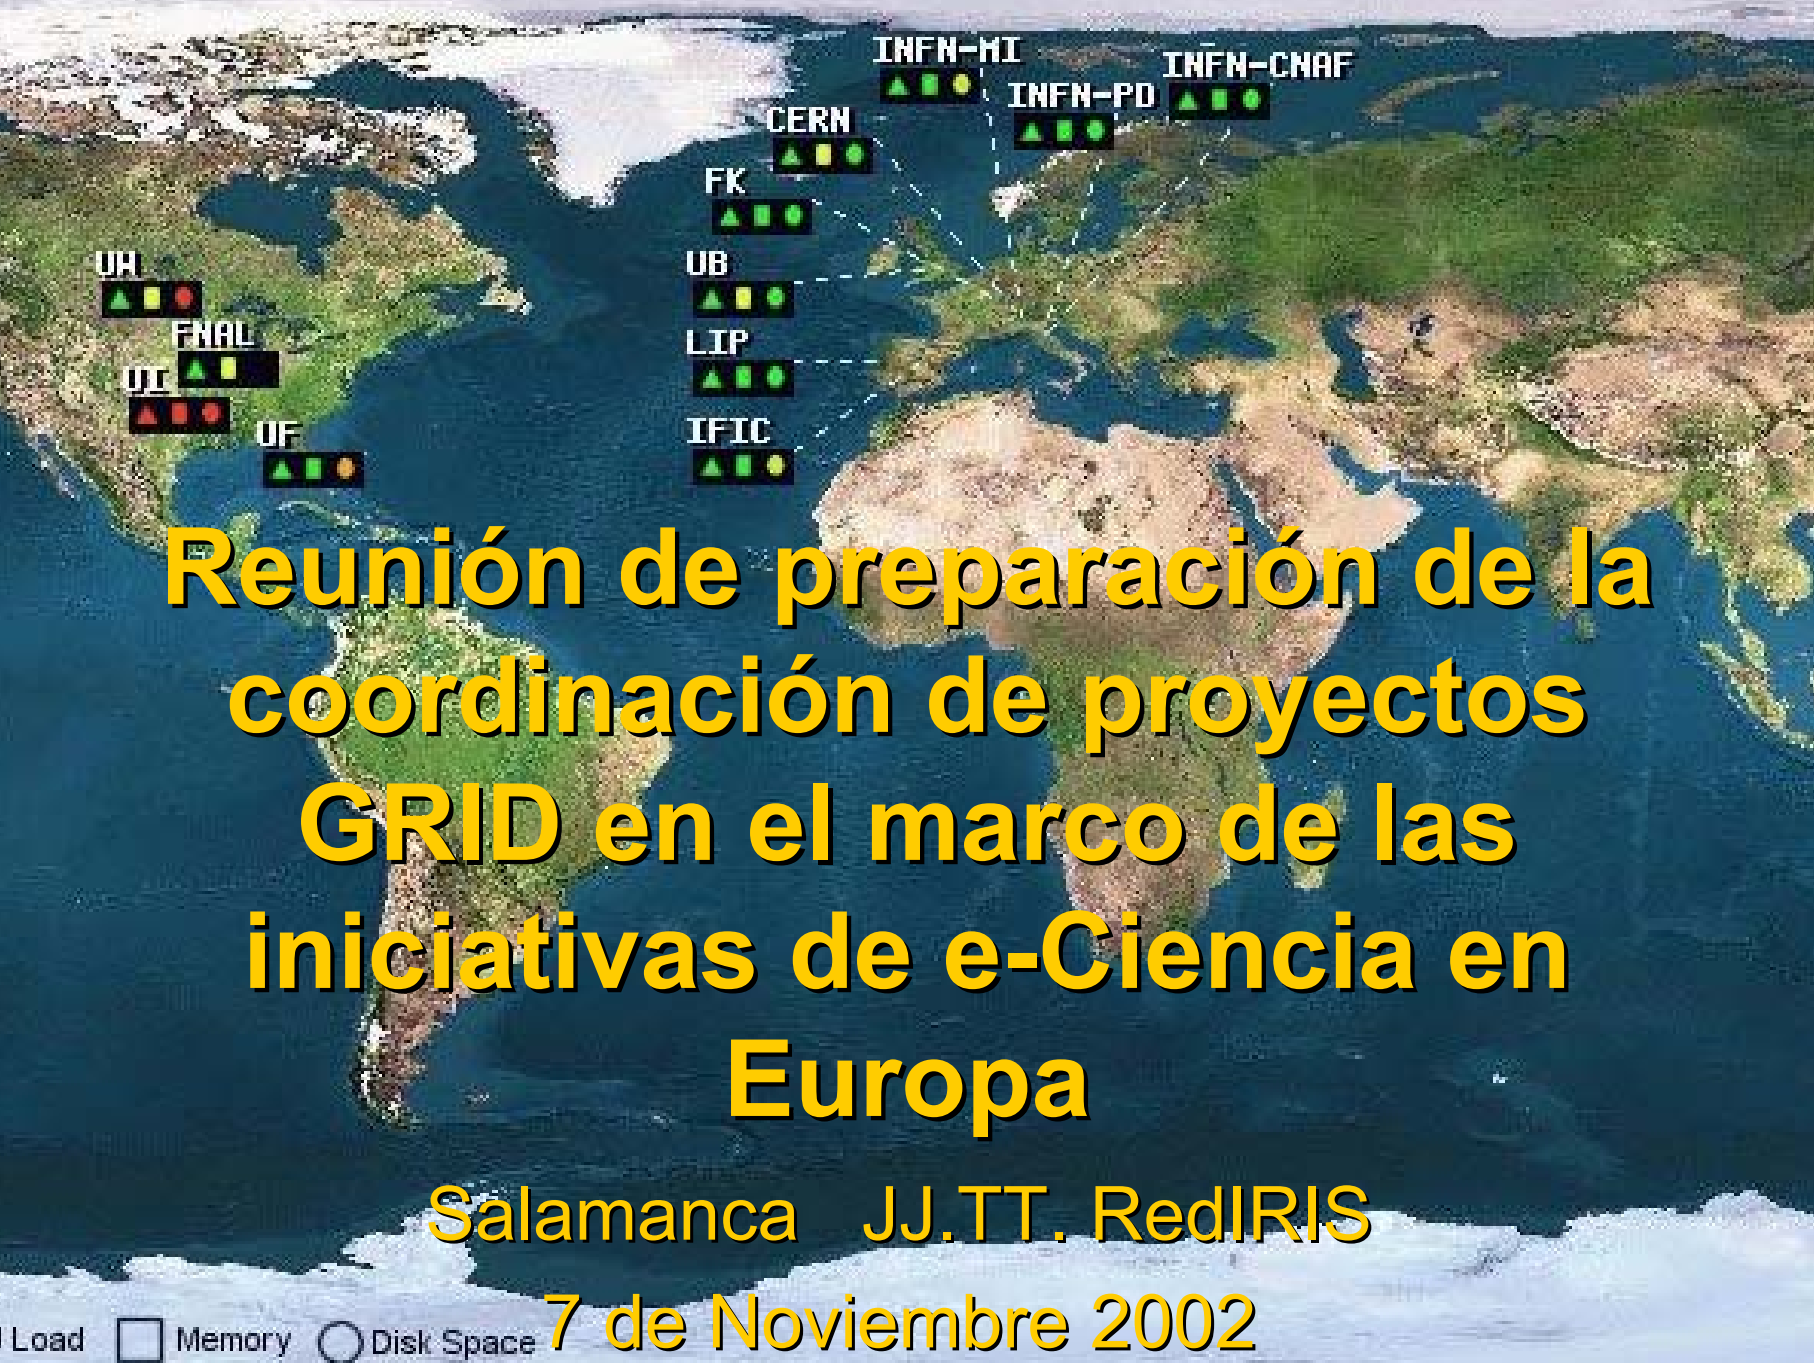 INFN-MI
INFN-CNAF
INFN-PD
CERN
FK
UW
UB
FNAL
LIP
UI
UF
IFIC
Reunión de preparación de la
coordinación de proyectos
GRID en el marco de las
iniciativas de e-Ciencia en
Europa
Salamanca JJ.TT. RedIRIS
7 de Noviembre 2002
Load Memory Disk Space